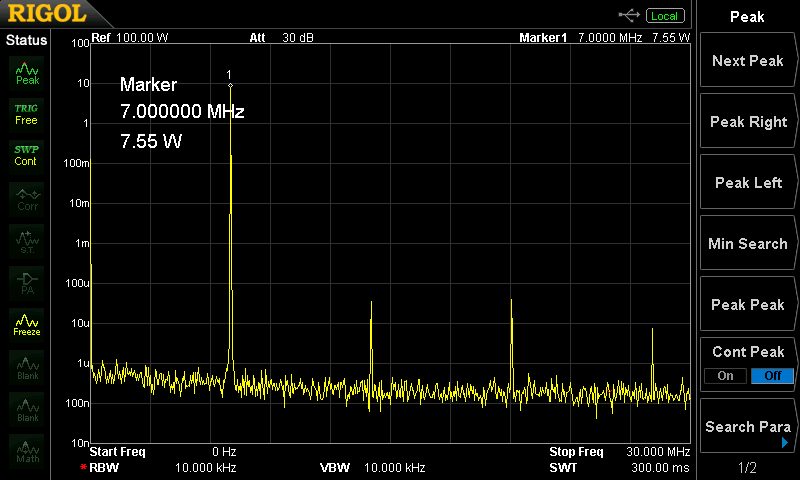 RIGOL
Local
Status
Ref 100.00 W Att 30 dB Marker1 7.0000 MHz 7.55 W
Peak
TRIG
Free
SWP
Cont
Corr
S.T.
PA
Freeze
Blank
Blank
Math
100
10
1
100m
10m
1m
100u
10u
1u
100n
10n
1
Marker
7.000000 MHz
7.55 W
Start Freq 0 Hz Stop Freq 30.000 MHz
RBW 10.000 kHz VBW 10.000 kHz SWT 300.00 ms
Peak
Next Peak
Peak Right
Peak Left
Min Search
Peak Peak
Cont Peak
On Off
Search Para
1/2